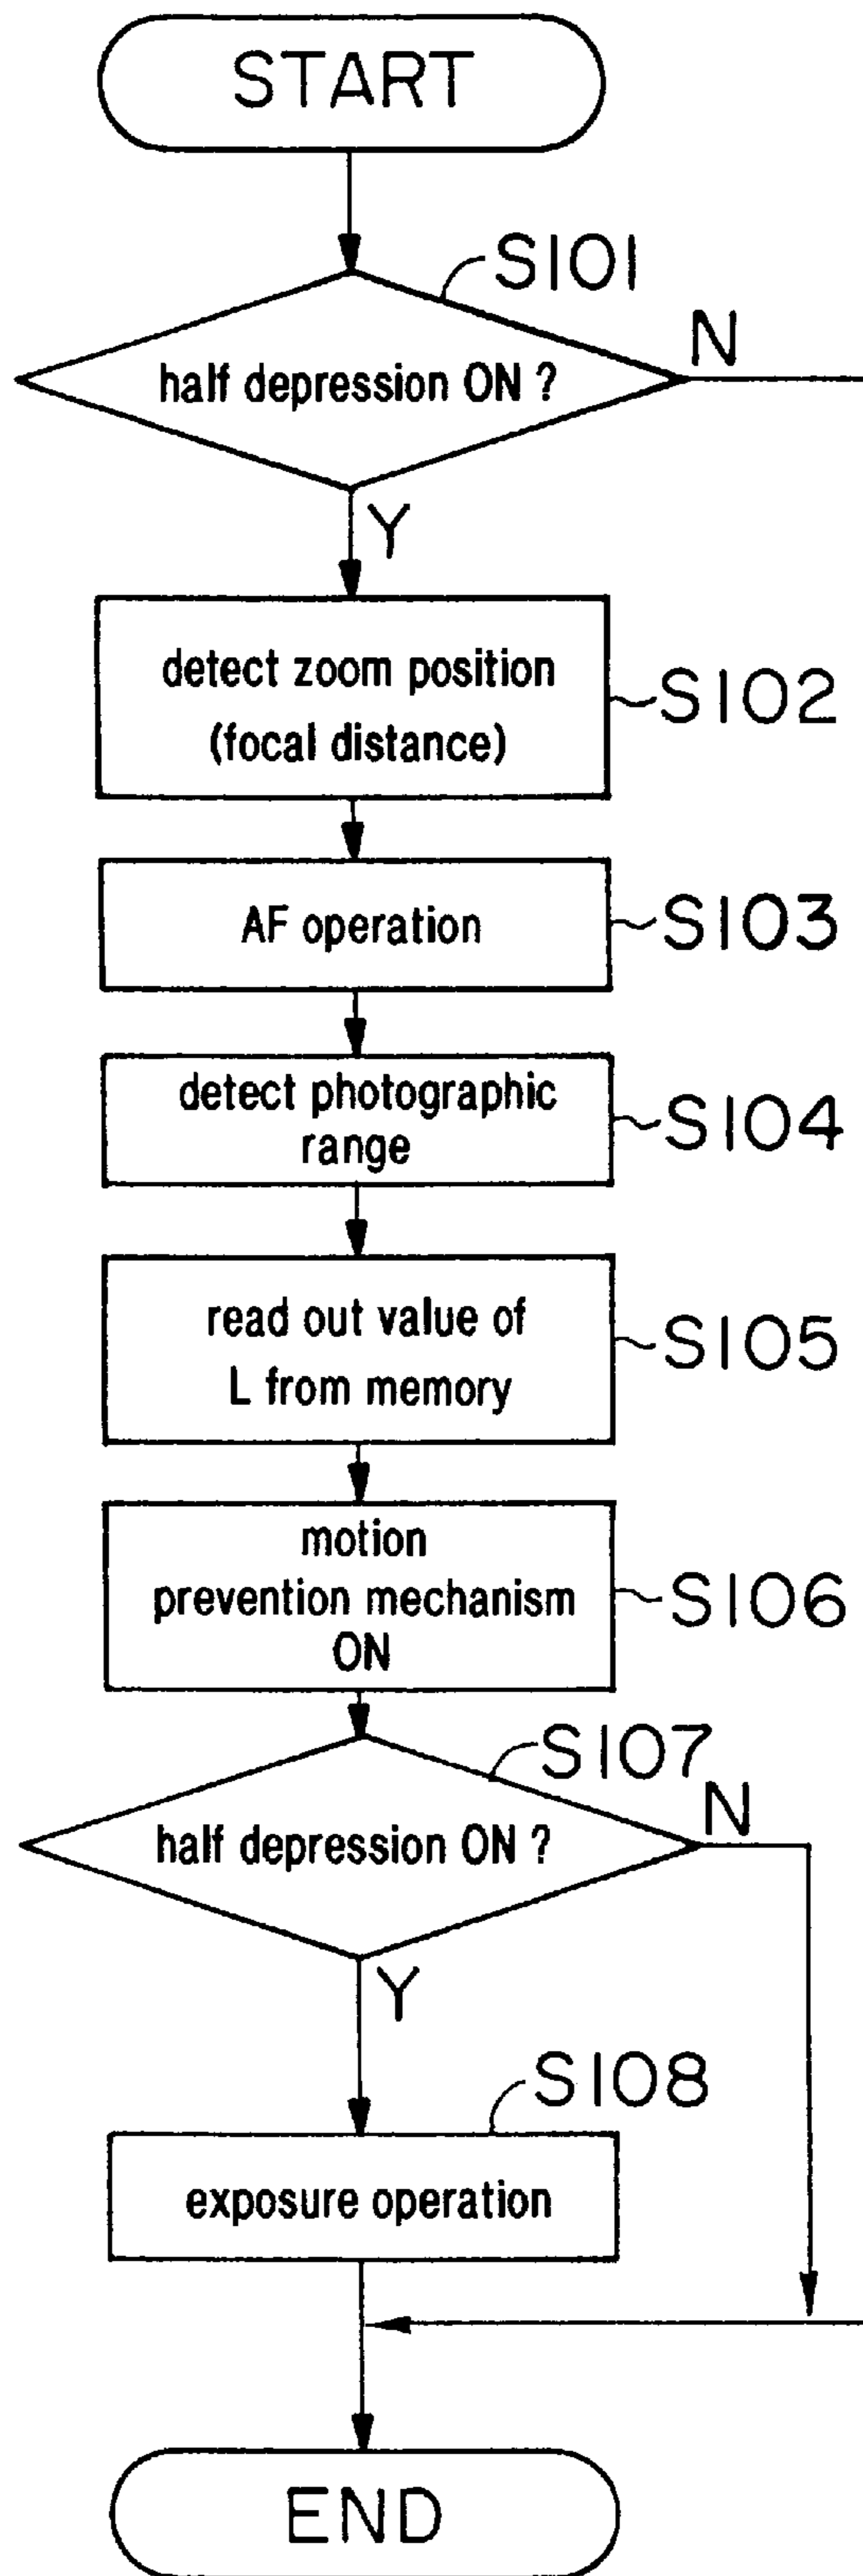 START
S101
half depression ON ?
N
Y
detect zoom position
(focal distance)
S102
AF operation
S103
detect photographic
range
S104
read out value of
L from memory
S105
motion
prevention mechanism
ON
S106
S107
half depression ON ?
N
Y
S108
exposure operation
END